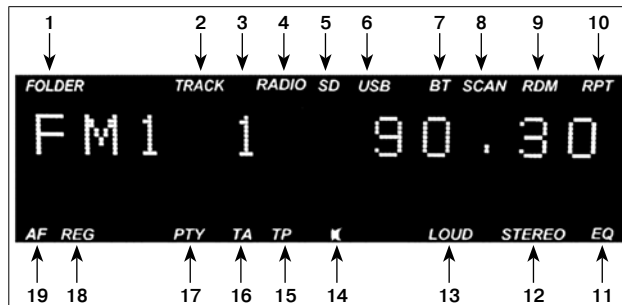 1 2 3 4 5 6 7 8 9 10
FOLDER TRACK RADIO SD USB BT SCAN RDM RPT
FM1 1 90.30
AF REG PTY TA TP LOUD STEREO EQ
19 18 17 16 15 14 13 12 11